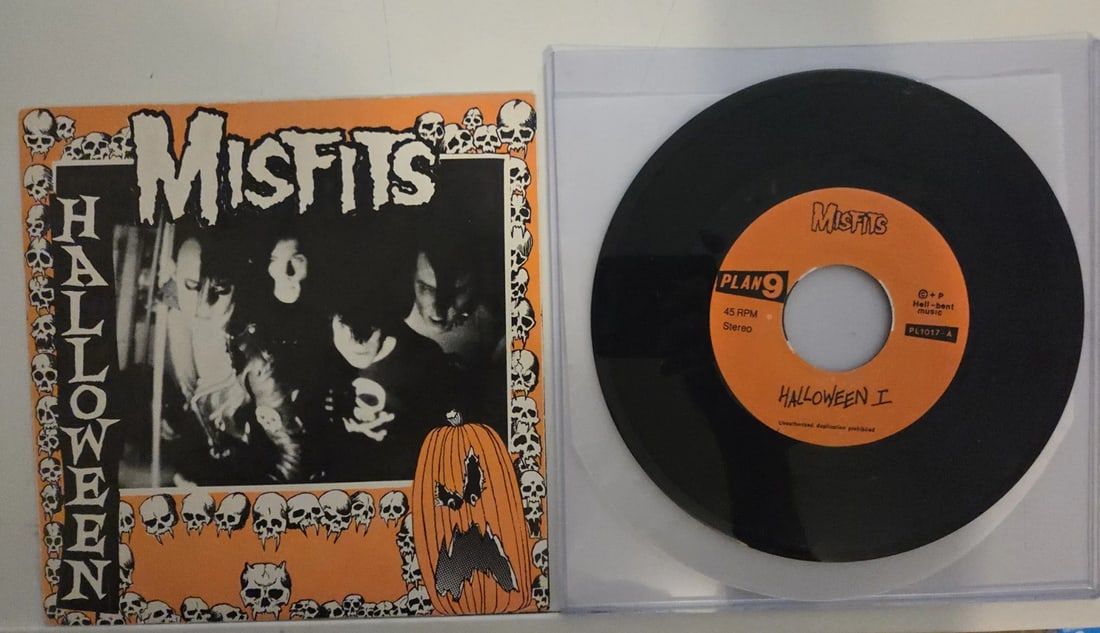 MISFITS
HALLOWEEN
MISFITS
PLAN 9
45 RPM
Stereo
© + P
Hell-bent
music
PL1017-A
HALLOWEEN I
Unauthorized duplication prohibited